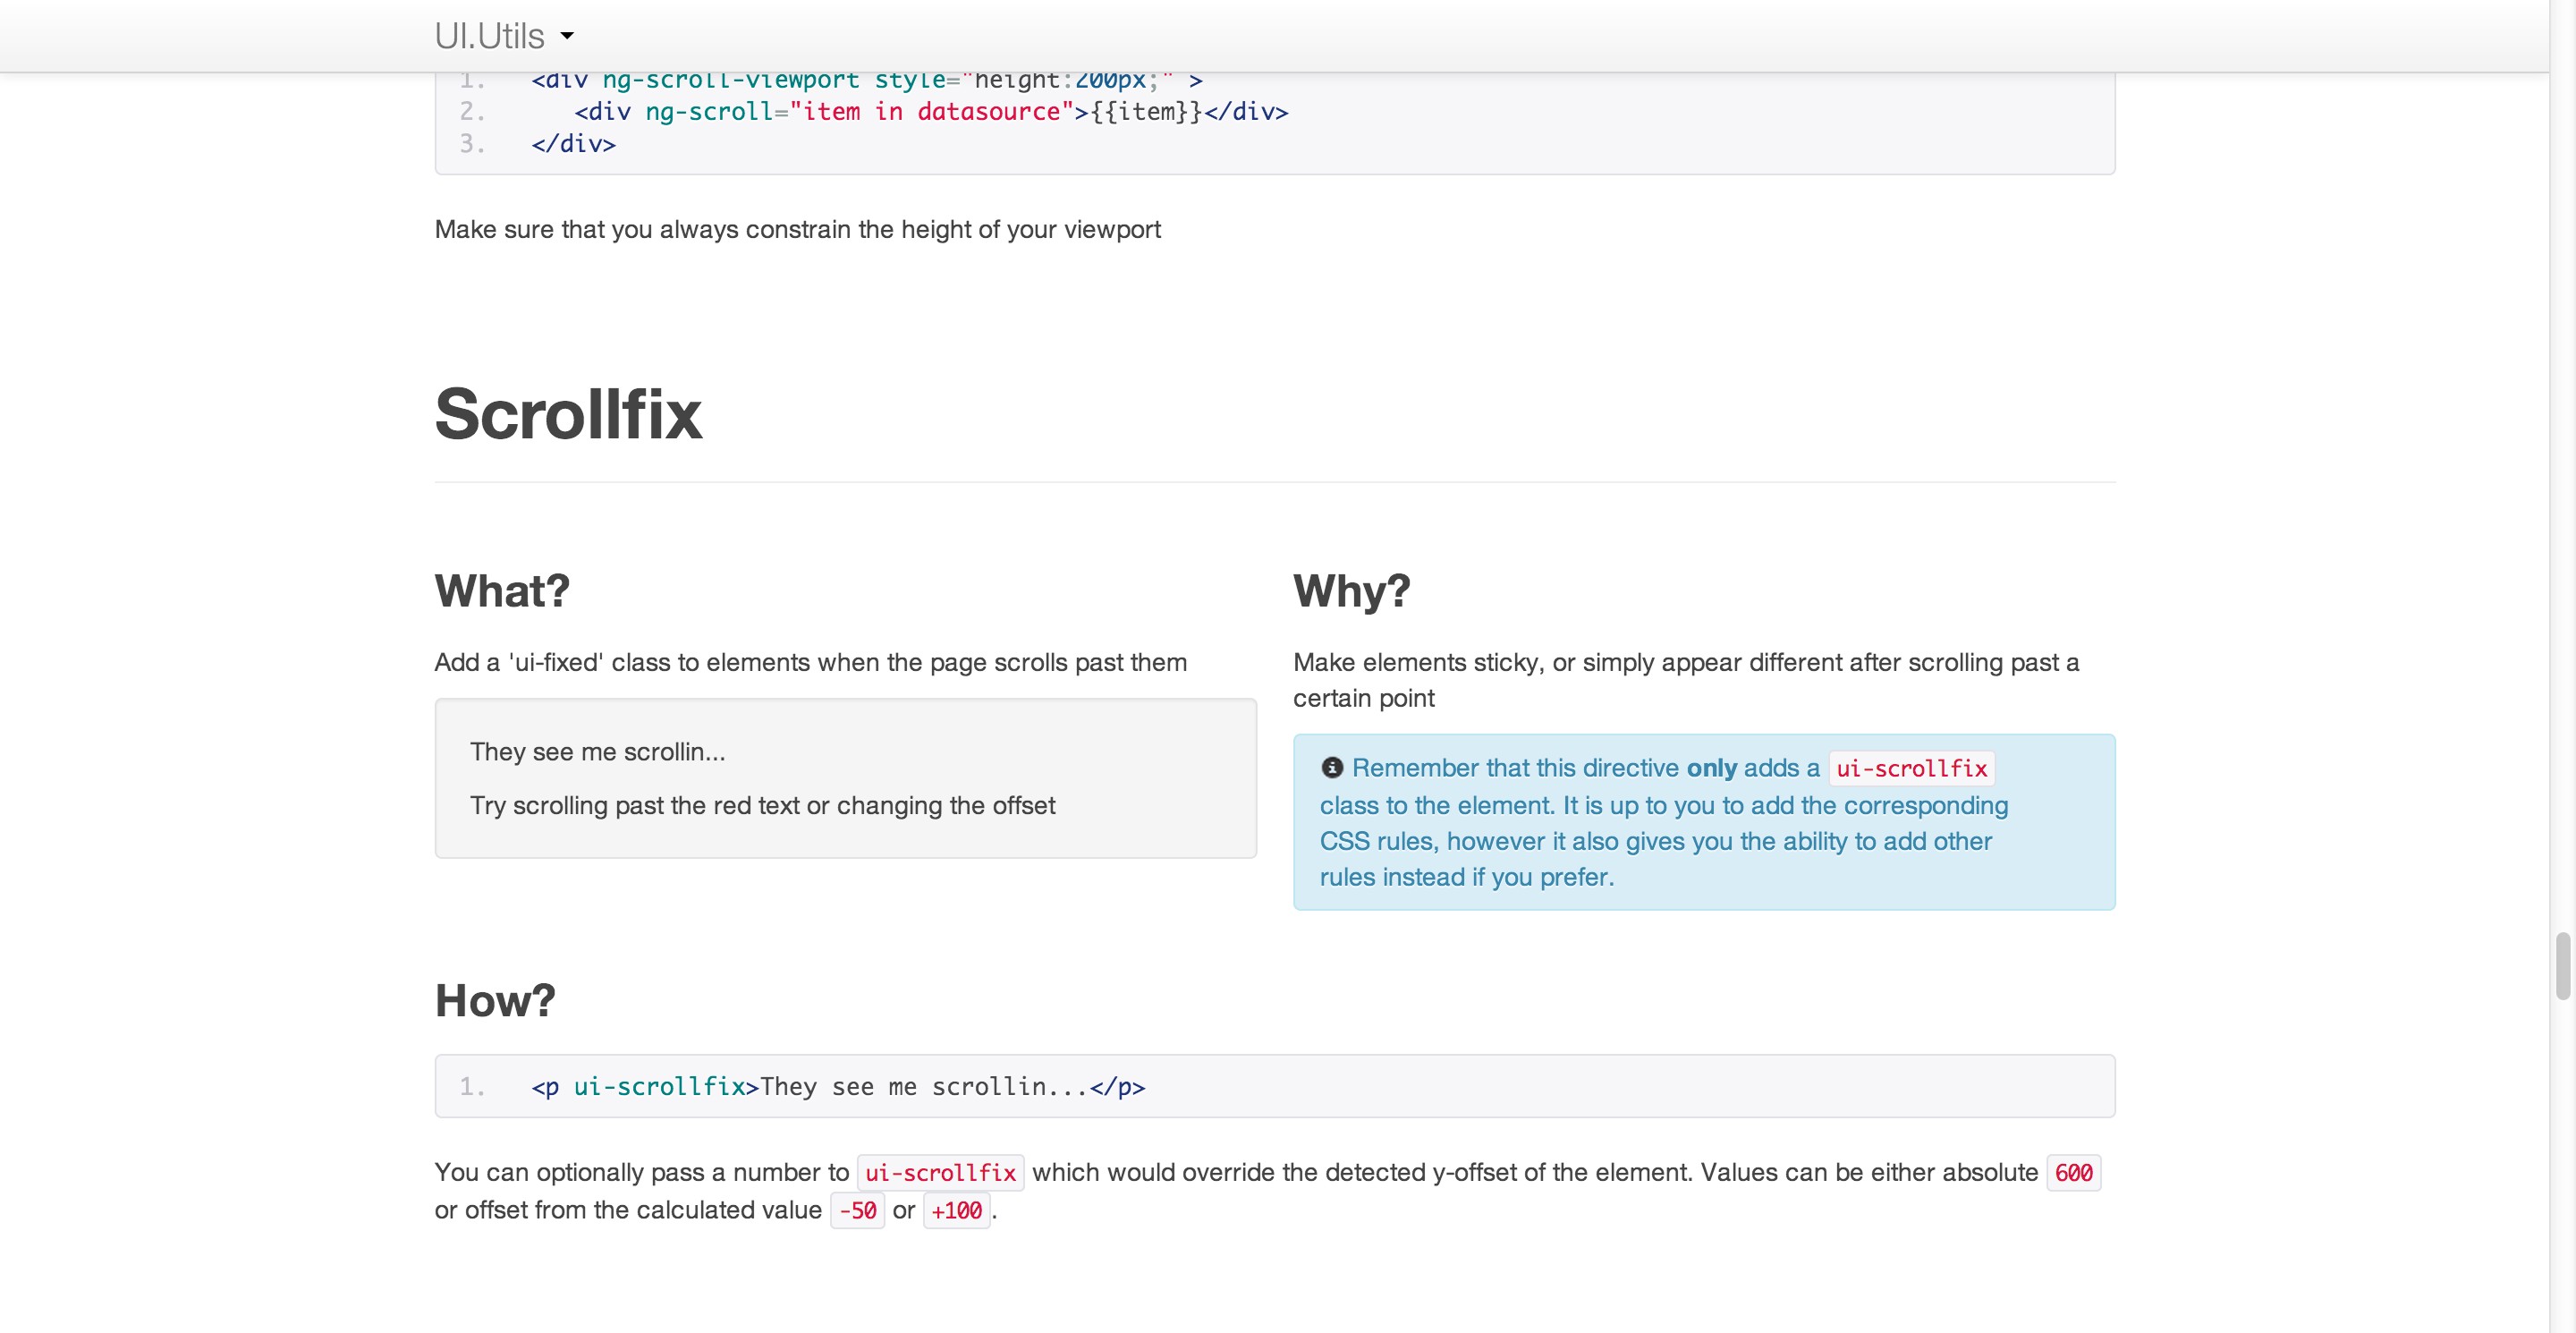 UI.Utils
1. <div ng-scroll-viewport style="height:200px;" >
2. <div ng-scroll="item in datasource">{{item}}</div>
3. </div>
Make sure that you always constrain the height of your viewport
Scrollfix
What?
Add a 'ui-fixed' class to elements when the page scrolls past them
They see me scrollin...
Try scrolling past the red text or changing the offset
Why?
Make elements sticky, or simply appear different after scrolling past a
certain point
Remember that this directive only adds a ui-scrollfix
class to the element. It is up to you to add the corresponding
CSS rules, however it also gives you the ability to add other
rules instead if you prefer.
How?
1. <p ui-scrollfix>They see me scrollin...</p>
You can optionally pass a number to ui-scrollfix which would override the detected y-offset of the element. Values can be either absolute 600
or offset from the calculated value -50 or +100.